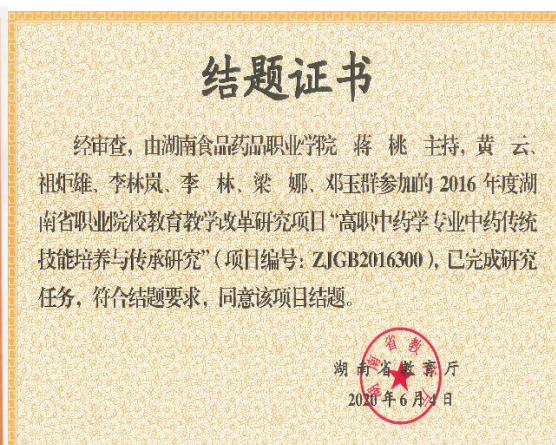 结题证书
经审查，由湖南食品药品职业学院 蒋 桃 主持，黄 云、
祖炬雄、李林岚、李 林、梁 娜、邓玉群参加的 2016 年度湖
南省职业院校教育教学改革研究项目“高职中药学专业中药传统
技能培养与传承研究”（项目编号：ZJGB2016300），已完成研究
任务，符合结题要求，同意该项目结题。
湖南省教育厅
2020 年 6 月 4 日